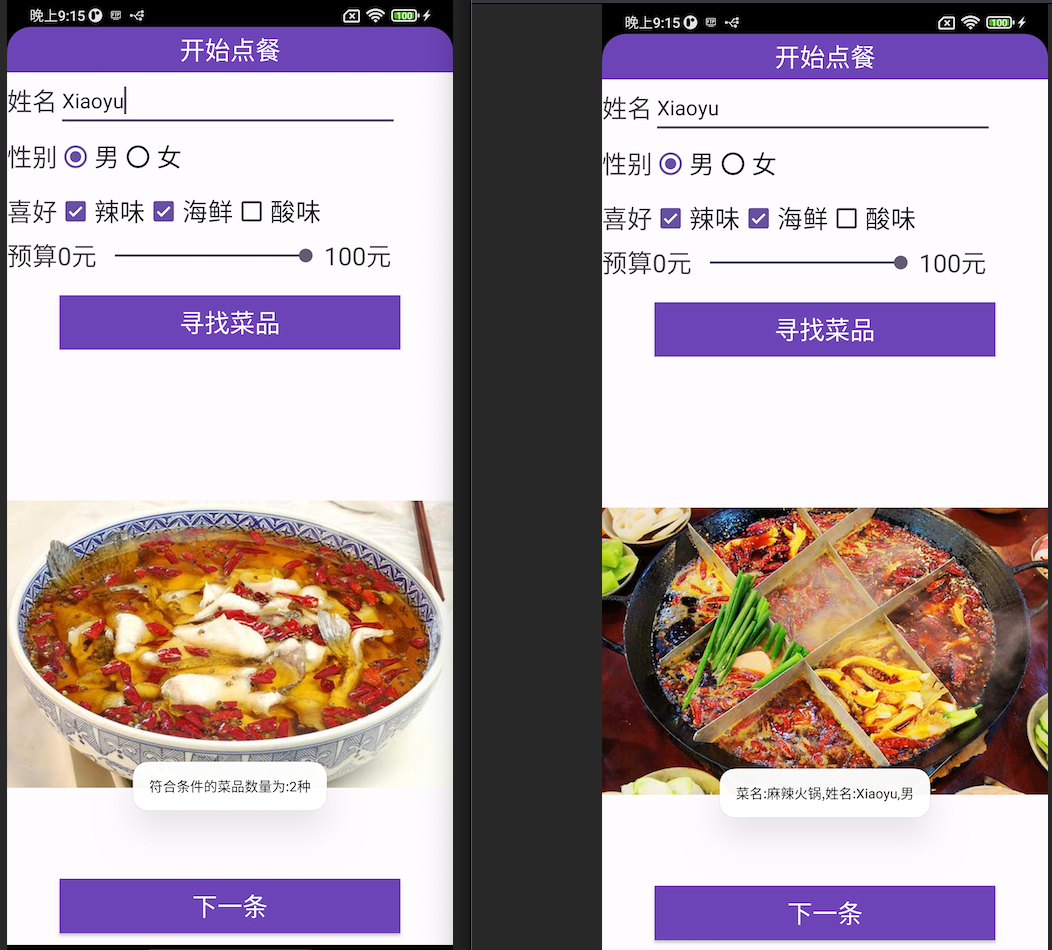 晚上9:15
100
开始点餐
姓名 Xiaoyu
性别 男 女
喜好 辣味 海鲜 酸味
预算0元 100元
寻找菜品
符合条件的菜品数量为:2种
下一条
晚上9:15
100
开始点餐
姓名 Xiaoyu
性别 男 女
喜好 辣味 海鲜 酸味
预算0元 100元
寻找菜品
菜名:麻辣火锅,姓名:Xiaoyu,男
下一条